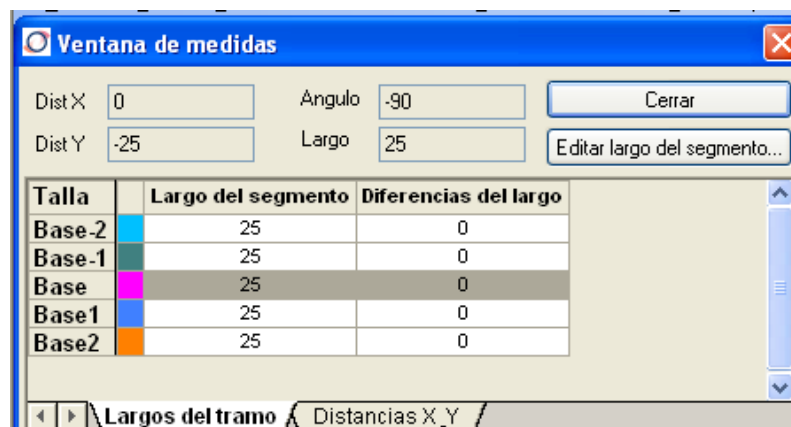 Ventana de medidas
Dist X 0 Angulo -90 Cerrar
Dist Y -25 Largo 25 Editar largo del segmento...
Talla Largo del segmento Diferencias del largo
Base-2 25 0
Base-1 25 0
Base 25 0
Base1 25 0
Base2 25 0
Largos del tramo Distancias X_Y